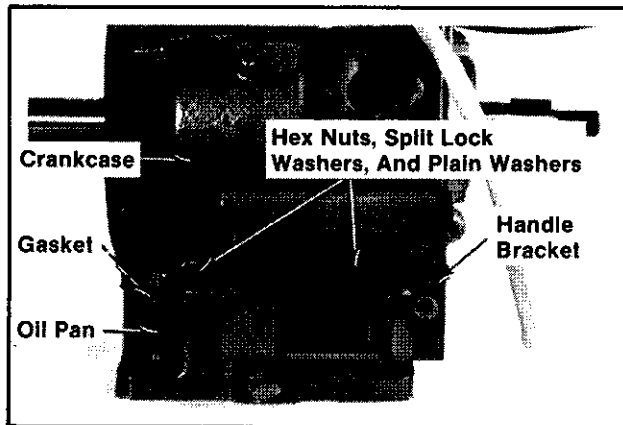 Crankcase
Hex Nuts, Split Lock
Washers, And Plain Washers
Gasket
Handle
Bracket
Oil Pan